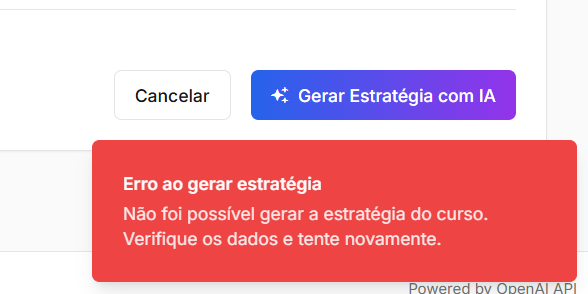 Cancelar
Gerar Estratégia com IA
Erro ao gerar estratégia
Não foi possível gerar a estratégia do curso.
Verifique os dados e tente novamente.
Powered by OpenAI API